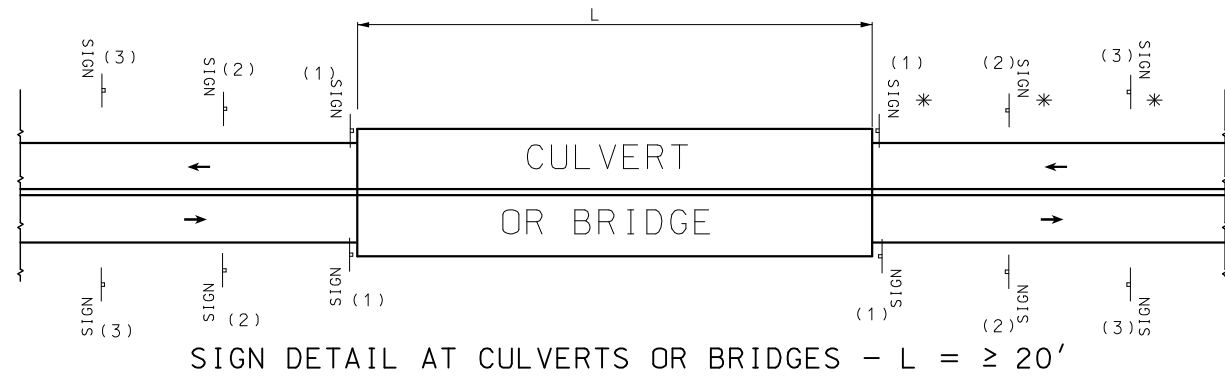 L
SIGN (3)
SIGN (2)
(1) SIGN
(1) SIGN *
(2) SIGN *
(3) SIGN *
CULVERT
OR BRIDGE
SIGN (3)
SIGN (2)
SIGN (1)
(1) SIGN
(2) SIGN
(3) SIGN
SIGN DETAIL AT CULVERTS OR BRIDGES – L = ≥ 20'